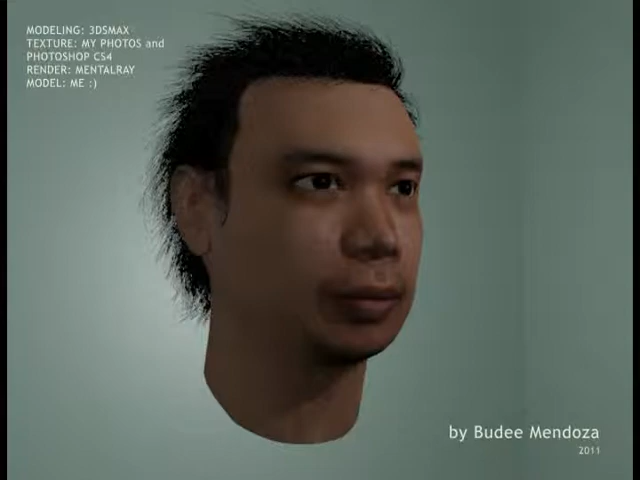 MODELING: 3DSMAX
TEXTURE: MY PHOTOS and
PHOTOSHOP CS4
RENDER: MENTALRAY
MODEL: ME :)
by Budee Mendoza
2011